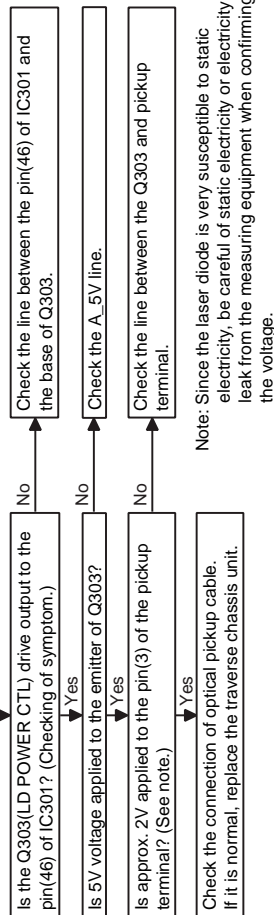 Is the Q303(LD POWER CTL) drive output to the
pin(46) of IC301? (Checking of symptom.)
No
Check the line between the pin(46) of IC301 and
the base of Q303.
Yes
Is 5V voltage applied to the emitter of Q303?
No
Check the A_5V line.
Yes
Is approx. 2V applied to the pin(3) of the pickup
terminal? (See note.)
No
Check the line between the Q303 and pickup
terminal.
Yes
Check the connection of optical pickup cable.
If it is normal, replace the traverse chassis unit.
Note: Since the laser diode is very susceptible to static
electricity, be careful of static electricity or electricity
leak from the measuring equipment when confirming
the voltage.